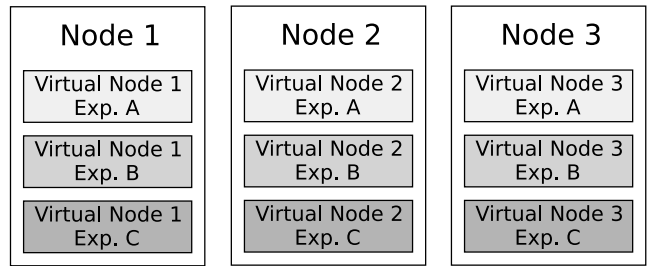 Node 1
Virtual Node 1
Exp. A
Virtual Node 1
Exp. B
Virtual Node 1
Exp. C
Node 2
Virtual Node 2
Exp. A
Virtual Node 2
Exp. B
Virtual Node 2
Exp. C
Node 3
Virtual Node 3
Exp. A
Virtual Node 3
Exp. B
Virtual Node 3
Exp. C